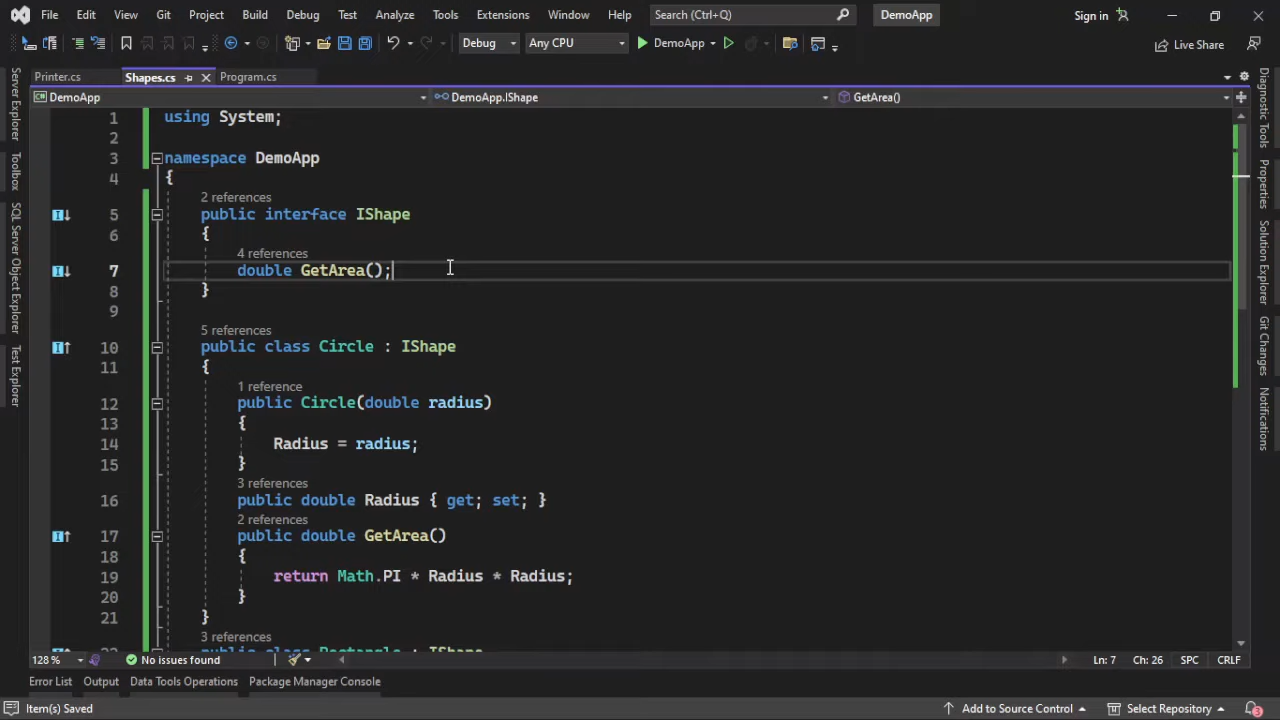 File Edit View Git Project Build Debug Test Analyze Tools Extensions Window Help Search (Ctrl+Q) DemoApp Sign in
Debug Any CPU DemoApp Live Share
Printer.cs Shapes.cs Program.cs
DemoApp DemoApp.IShape GetArea()
Server Explorer
Toolbox
SQL Server Object Explorer
Test Explorer
1 using System;
2
3 namespace DemoApp
4 {
2 references
5 public interface IShape
6 {
4 references
7 double GetArea();
8 }
9
5 references
10 public class Circle : IShape
11 {
1 reference
12 public Circle(double radius)
13 {
14 Radius = radius;
15 }
3 references
16 public double Radius { get; set; }
2 references
17 public double GetArea()
18 {
19 return Math.PI * Radius * Radius;
20 }
21 }
3 references
22 public class Rectangle : IShape
Diagnostic Tools
Properties
Solution Explorer
Git Changes
Notifications
128 % No issues found Ln: 7 Ch: 26 SPC CRLF
Error List Output Data Tools Operations Package Manager Console
Item(s) Saved Add to Source Control Select Repository 3